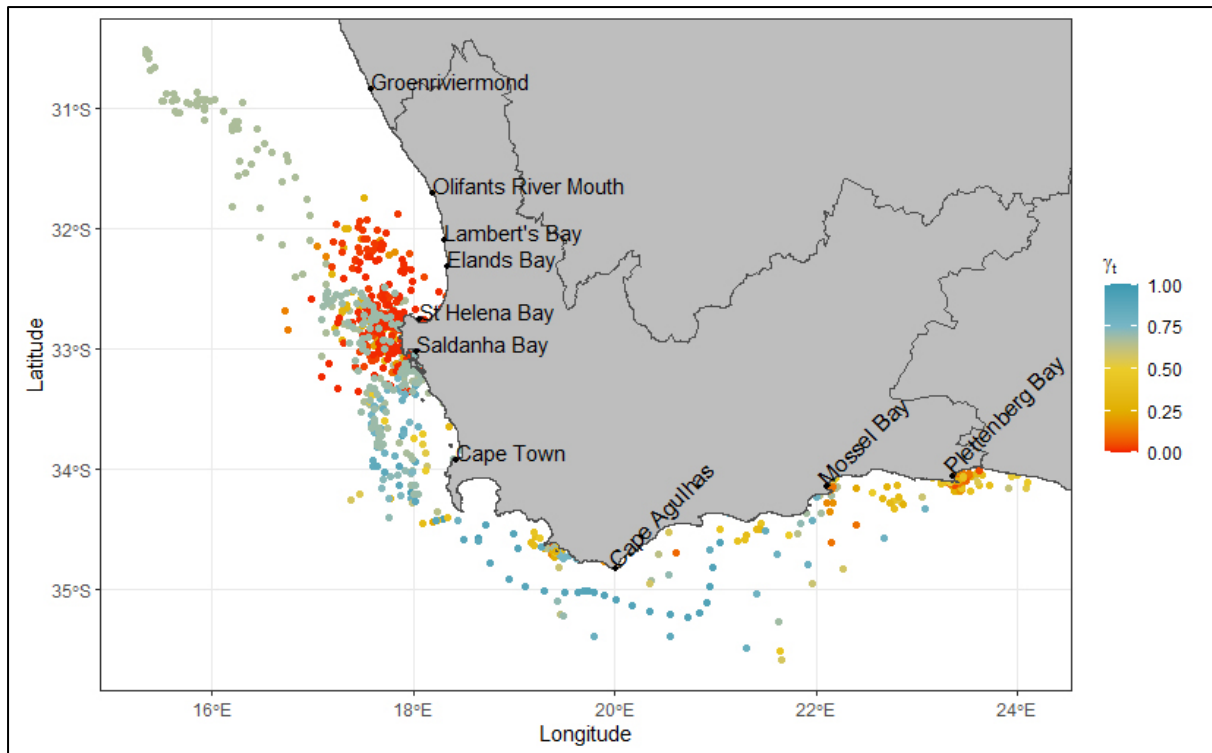 31°S
32°S
33°S
34°S
35°S
Latitude
Groenriviermond
Olifants River Mouth
Lambert's Bay
Elands Bay
St Helena Bay
Saldanha Bay
Cape Town
Cape Agulhas
Mossel Bay
Plettenberg Bay
16°E
18°E
20°E
22°E
24°E
Longitude
γt
1.00
0.75
0.50
0.25
0.00